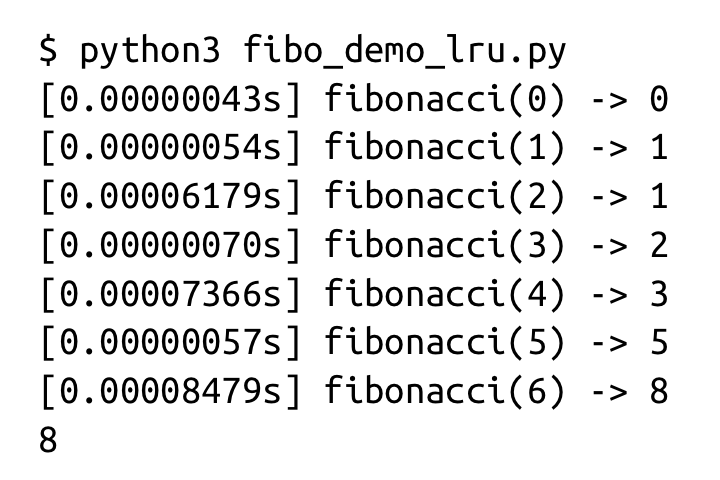 $ python3 fibo_demo_lru.py
[0.00000043s] fibonacci(0) -> 0
[0.00000054s] fibonacci(1) -> 1
[0.00006179s] fibonacci(2) -> 1
[0.00000070s] fibonacci(3) -> 2
[0.00007366s] fibonacci(4) -> 3
[0.00000057s] fibonacci(5) -> 5
[0.00008479s] fibonacci(6) -> 8
8